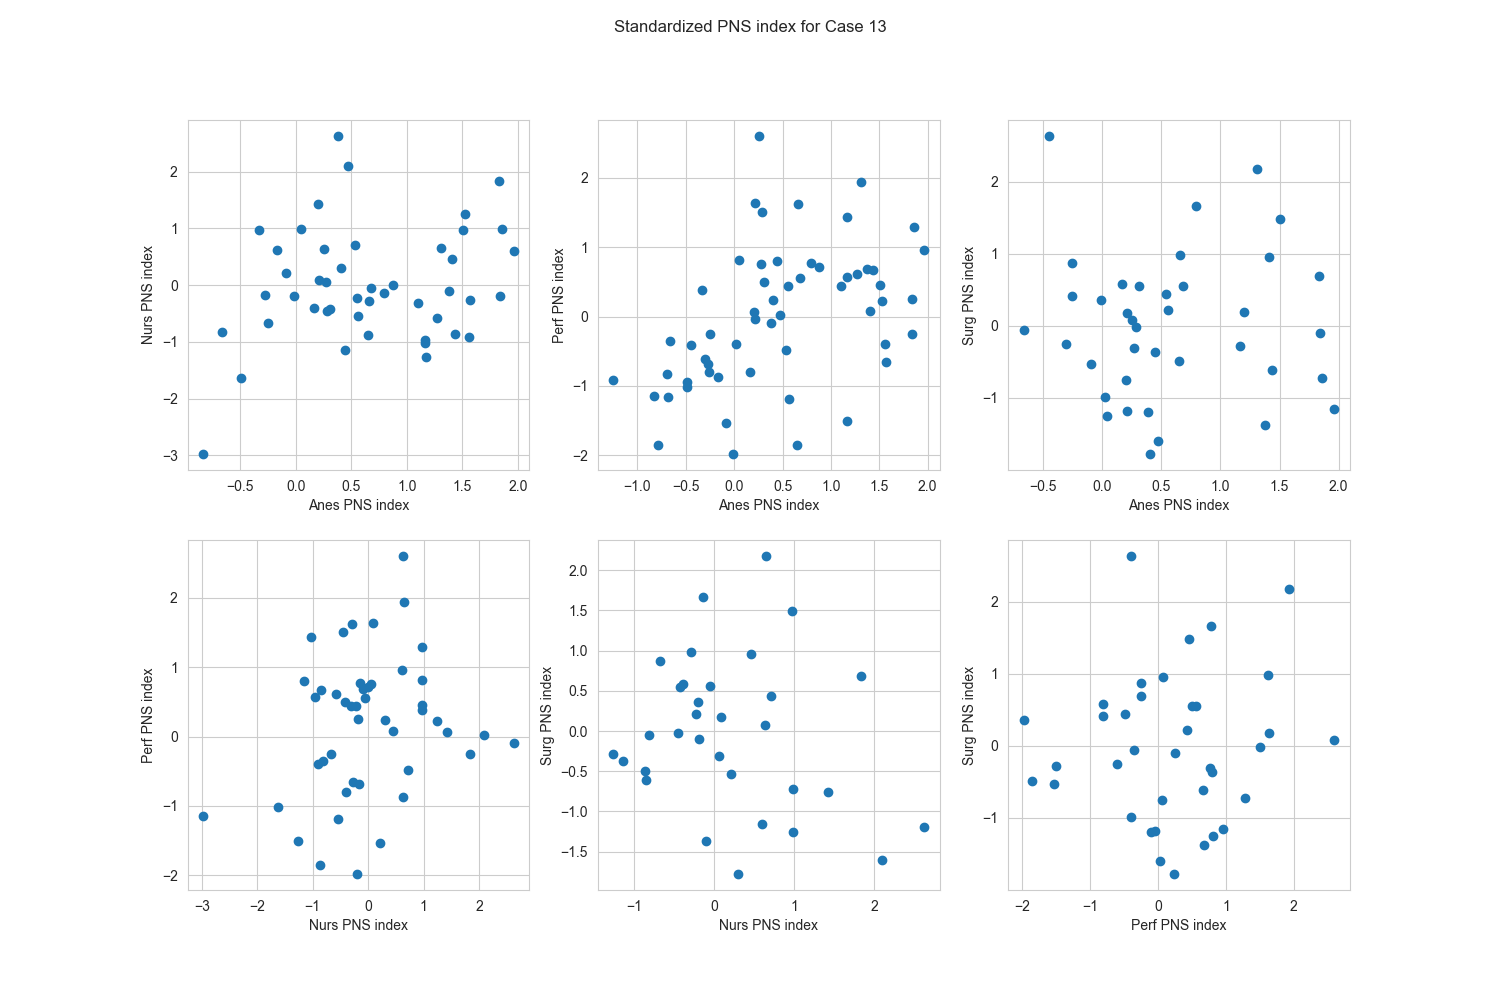 Standardized PNS index for Case 13
Nurs PNS index
2
1
0
−1
−2
−3
−0.5 0.0 0.5 1.0 1.5 2.0
Anes PNS index
Perf PNS index
2
1
0
−1
−2
−1.0 −0.5 0.0 0.5 1.0 1.5 2.0
Anes PNS index
Surg PNS index
2
1
0
−1
−0.5 0.0 0.5 1.0 1.5 2.0
Anes PNS index
Perf PNS index
2
1
0
−1
−2
−3 −2 −1 0 1 2
Nurs PNS index
Surg PNS index
2.0
1.5
1.0
0.5
0.0
−0.5
−1.0
−1.5
−1 0 1 2
Nurs PNS index
Surg PNS index
2
1
0
−1
−2 −1 0 1 2
Perf PNS index